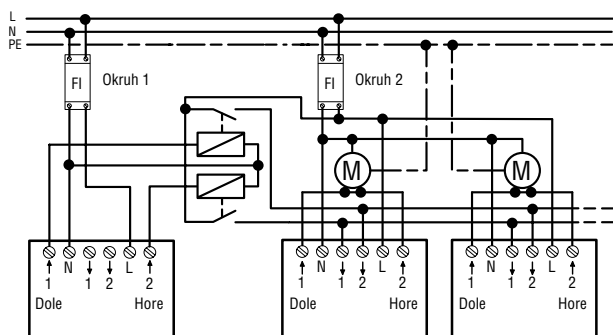 L
N
PE
FI Okruh 1
FI Okruh 2
M
M
1 N 1 2 L 2
Dole Hore
1 N 1 2 L 2
Dole Hore
1 N 1 2 L 2
Dole Hore